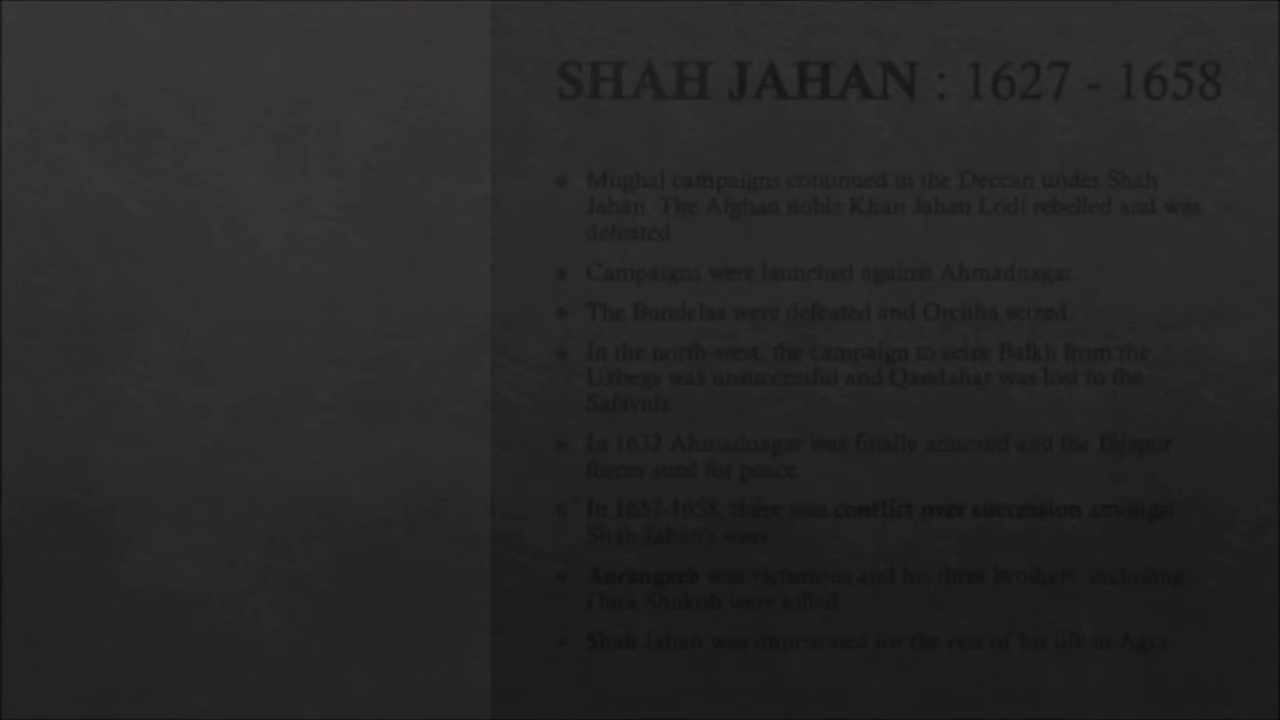 SHAH JAHAN : 1627 - 1658
Mughal campaigns continued in the Deccan under Shah
Jahan. The Afghan noble Khan Jahan Lodi rebelled and was
defeated.
Campaigns were launched against Ahmadnagar.
The Bundelas were defeated and Orchha seized.
In the north-west, the campaign to seize Balkh from the
Uzbegs was unsuccessful and Qandahar was lost to the
Safavids.
In 1632 Ahmadnagar was finally annexed and the Bijapur
forces sued for peace.
In 1657-1658, there was conflict over succession amongst
Shah Jahan's sons.
Aurangzeb was victorious and his three brothers, including
Dara Shukoh were killed.
Shah Jahan was imprisoned for the rest of his life in Agra.